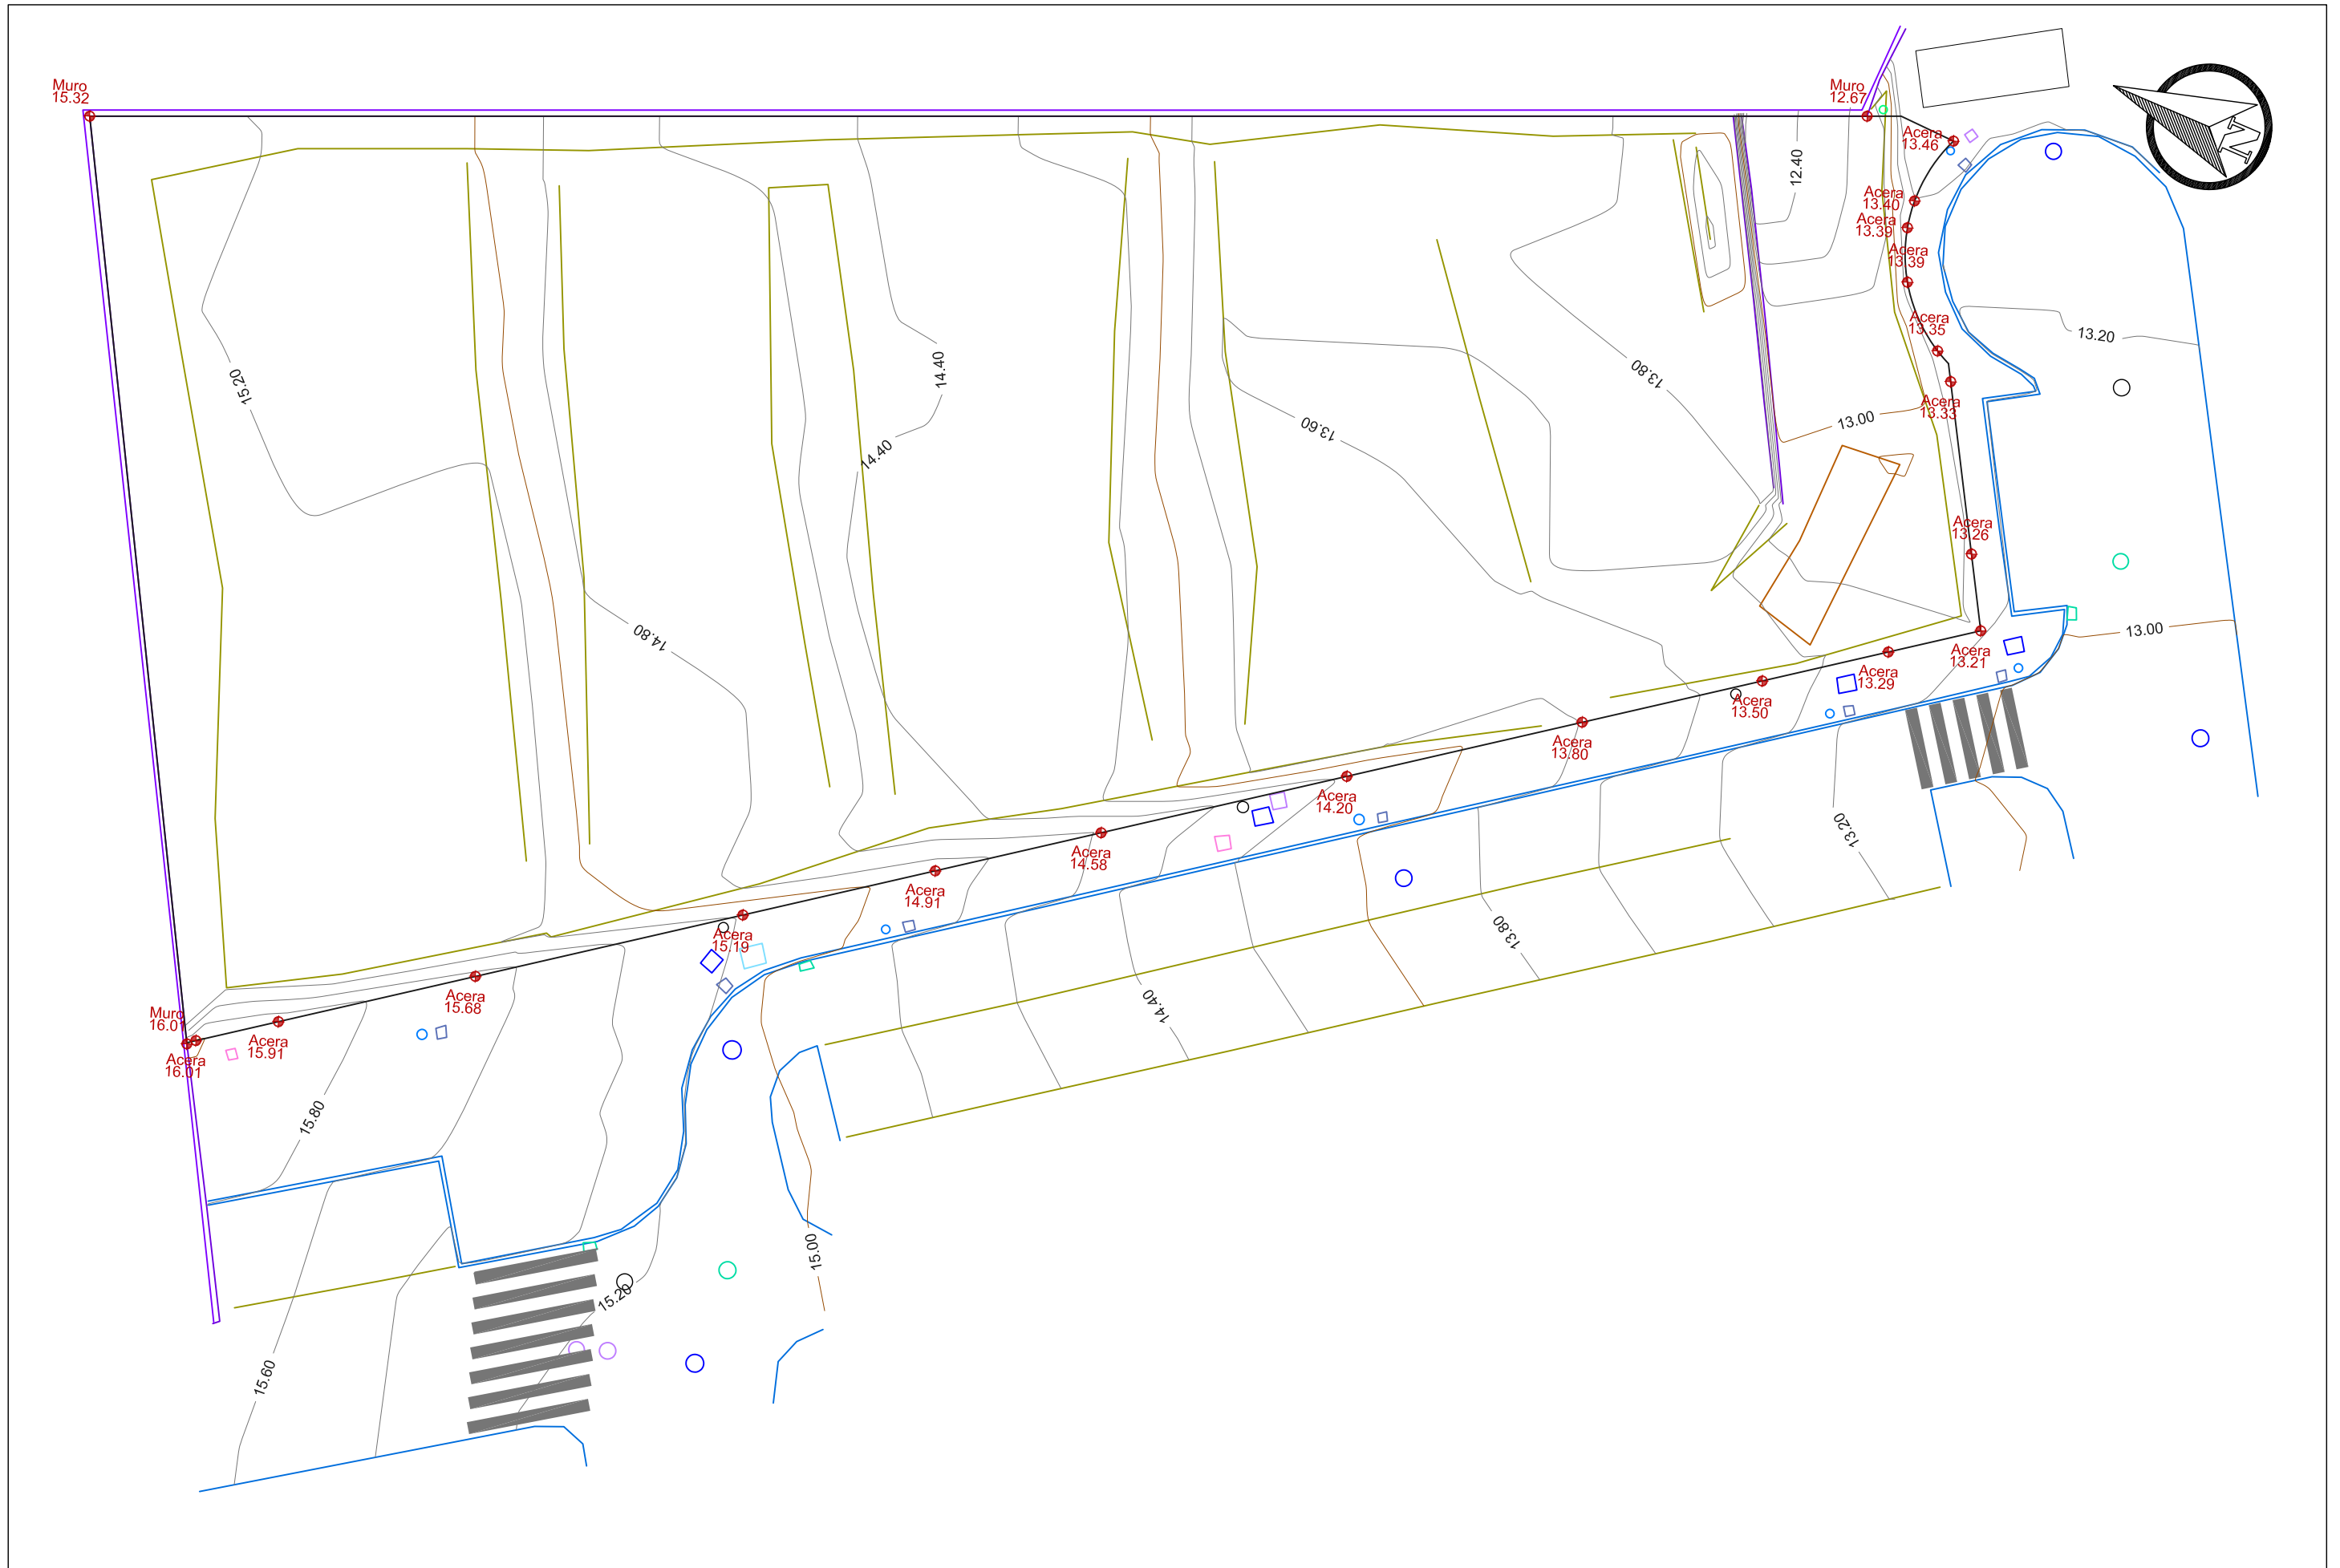 Muro
15.32
Muro
12.67
Acera
13.46
N
12.40
Acera
13.40
Acera
13.39
Acera
13.39
Acera
13.35
13.20
15.20
14.40
13.80
Acera
13.33
13.00
13.60
14.40
Acera
13.26
14.80
13.00
Acera
13.21
Acera
13.29
Acera
13.50
Acera
13.80
Acera
14.20
13.20
Acera
14.58
Acera
14.91
13.80
Acera
15.19
Acera
15.68
14.40
Muro
16.01
Acera
15.91
Acera
16.01
15.80
15.00
15.20
15.60